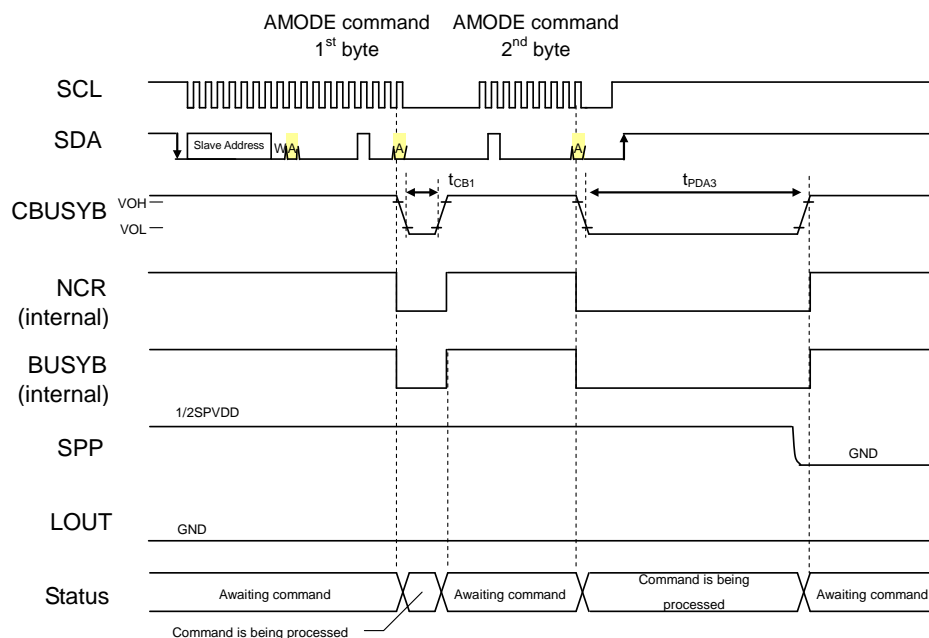 AMODE command
1st byte
AMODE command
2nd byte
SCL
SDA
Slave Address
W
A
A
A
tCB1
tPDA3
CBUSYB
VOH
VOL
NCR
(internal)
BUSYB
(internal)
1/2SPVDD
SPP
GND
LOUT
GND
Status
Awaiting command
Awaiting command
Command is being
processed
Awaiting command
Command is being processed